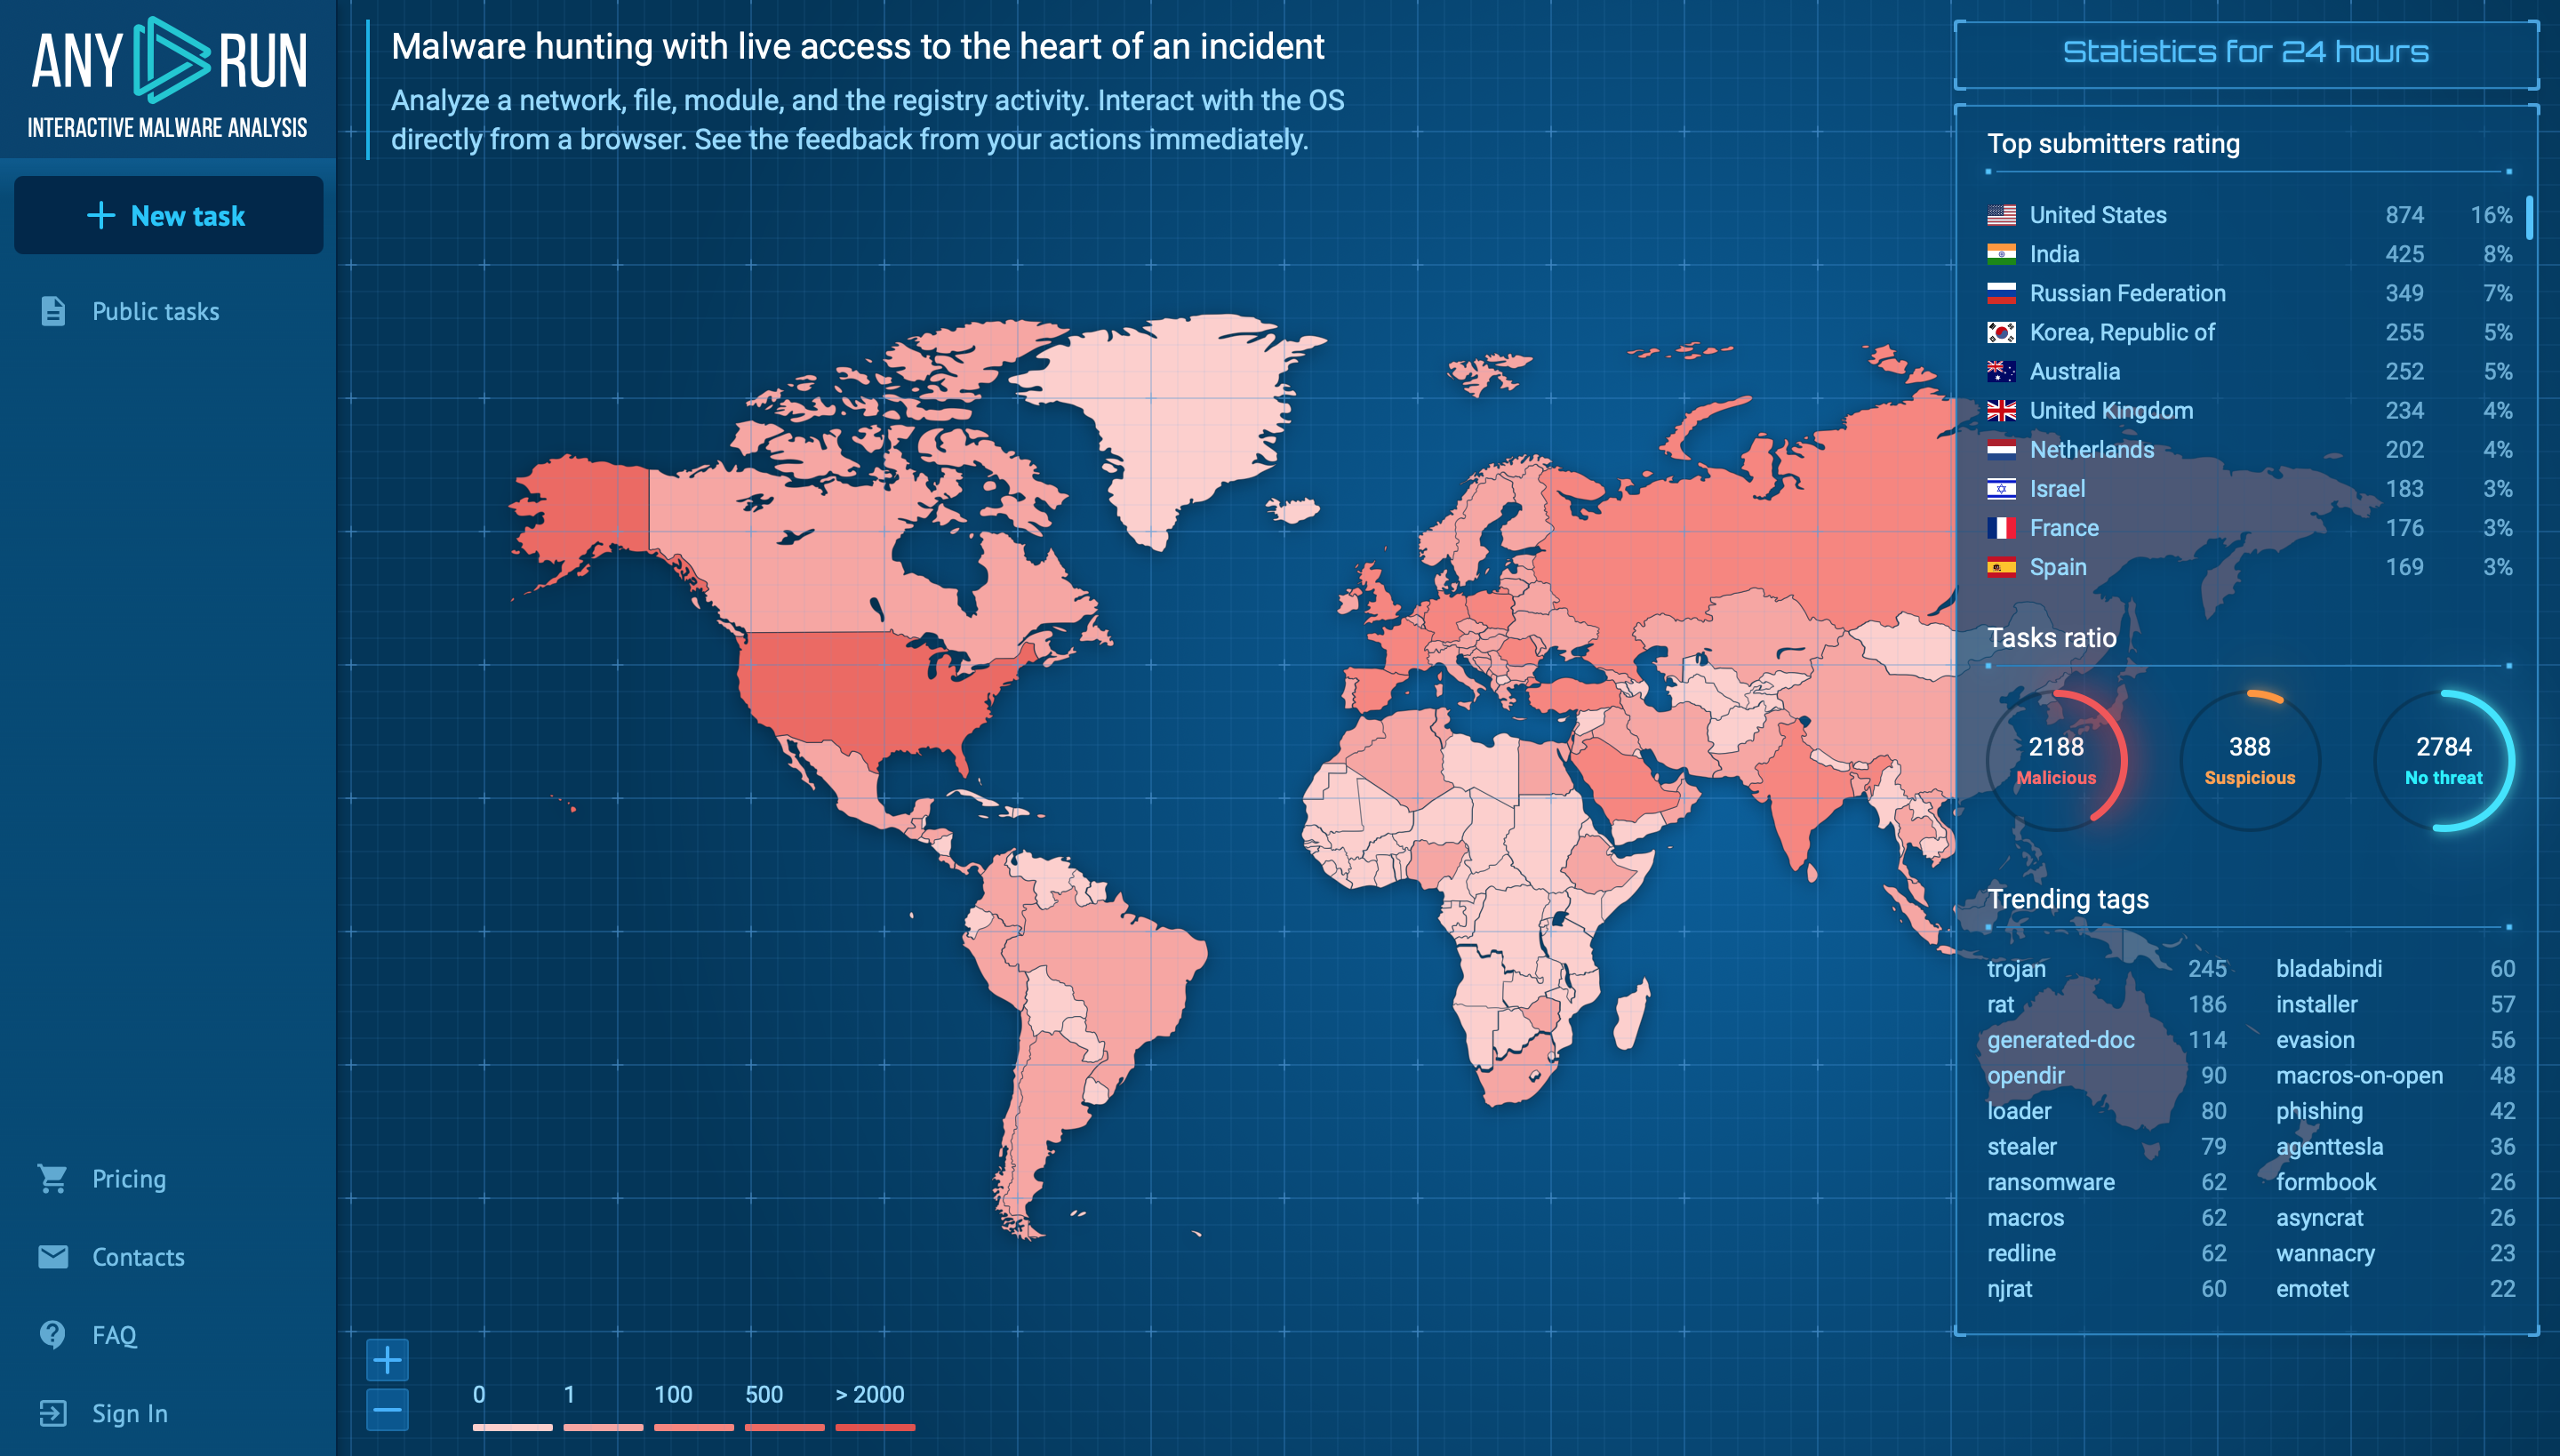 ANY RUN
INTERACTIVE MALWARE ANALYSIS
New task
Public tasks
Pricing
Contacts
FAQ
Sign In
Malware hunting with live access to the heart of an incident
Analyze a network, file, module, and the registry activity. Interact with the OS
directly from a browser. See the feedback from your actions immediately.
0 1 100 500 > 2000
Statistics for 24 hours
Top submitters rating
United States 874 16%
India 425 8%
Russian Federation 349 7%
Korea, Republic of 255 5%
Australia 252 5%
United Kingdom 234 4%
Netherlands 202 4%
Israel 183 3%
France 176 3%
Spain 169 3%
Tasks ratio
2188 388 2784
Malicious Suspicious No threat
Trending tags
trojan 245 bladabindi 60
rat 186 installer 57
generated-doc 114 evasion 56
opendir 90 macros-on-open 48
loader 80 phishing 42
stealer 79 agenttesla 36
ransomware 62 formbook 26
macros 62 asyncrat 26
redline 62 wannacry 23
njrat 60 emotet 22